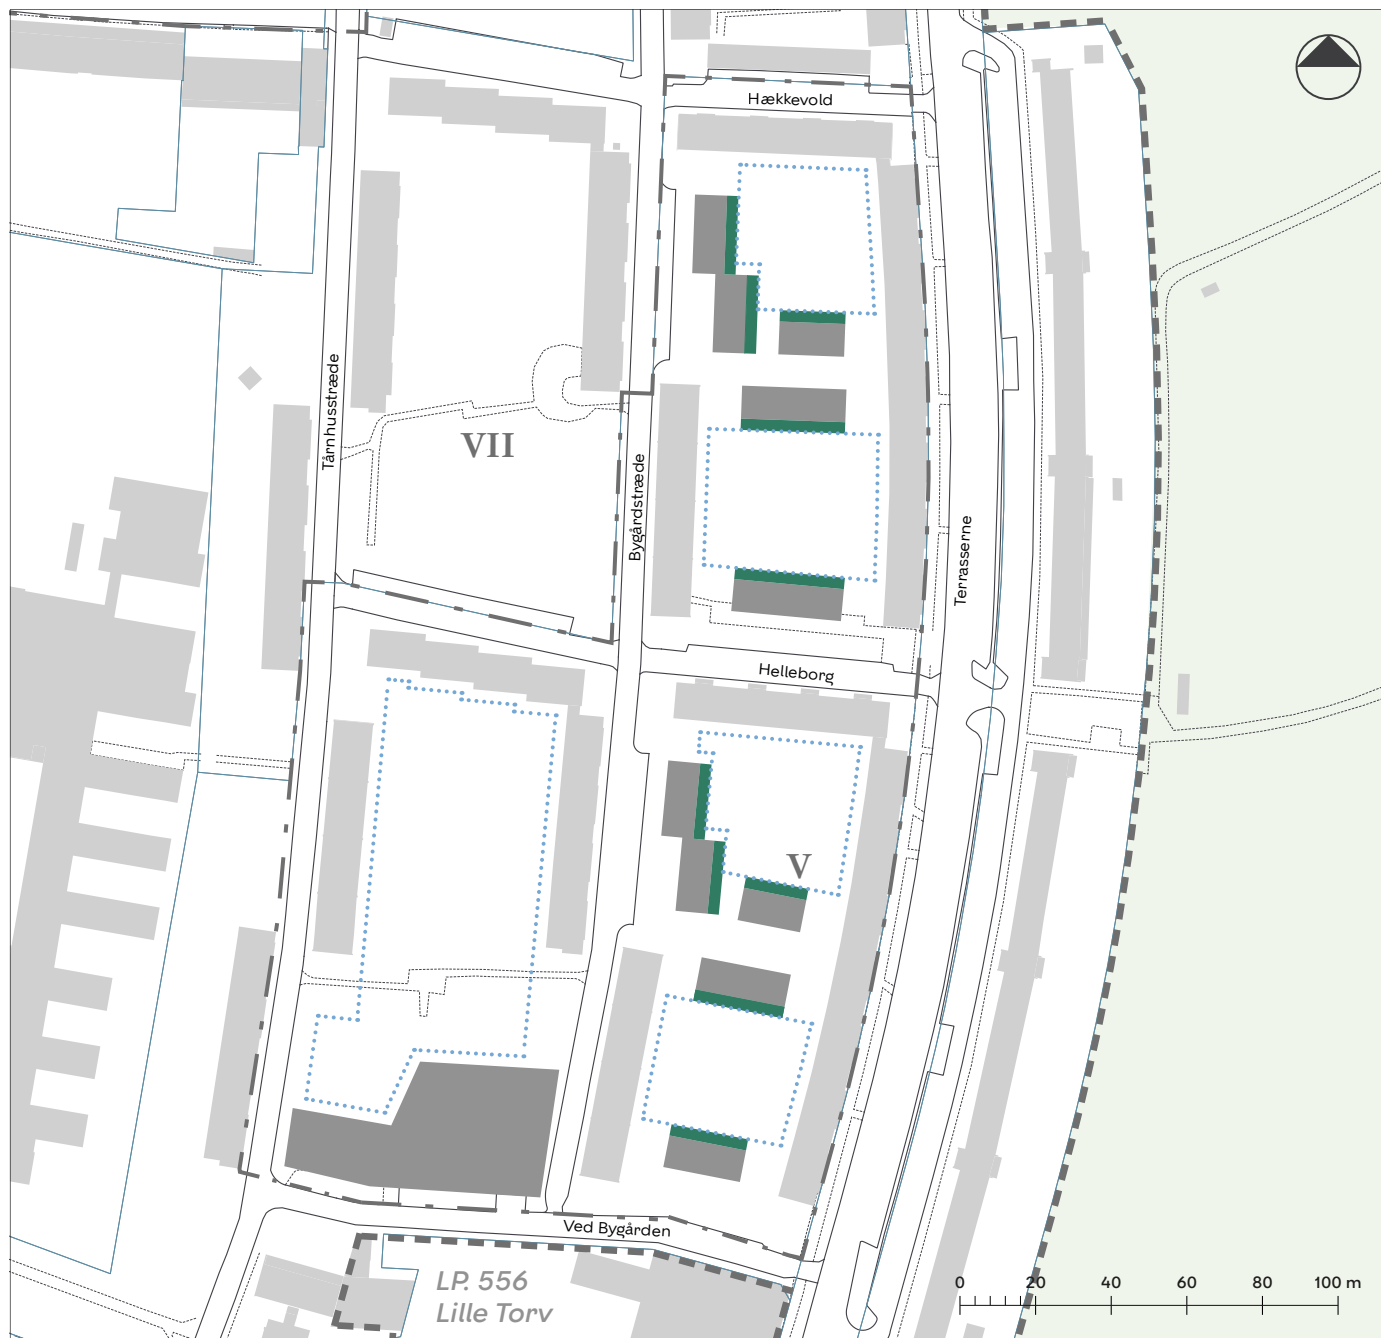 Hækkevold
Tårnhusstræde
VII
Bygårdstræde
Terrasserne
Helleborg
V
Ved Bygården
LP. 556
Lille Torv
0 20 40 60 80 100 m